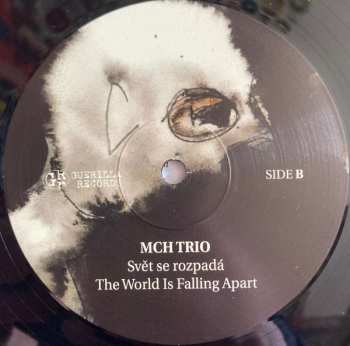 GUERILLA
RECORDS
SIDE B
MCH TRIO
Svět se rozpadá
The World Is Falling Apart